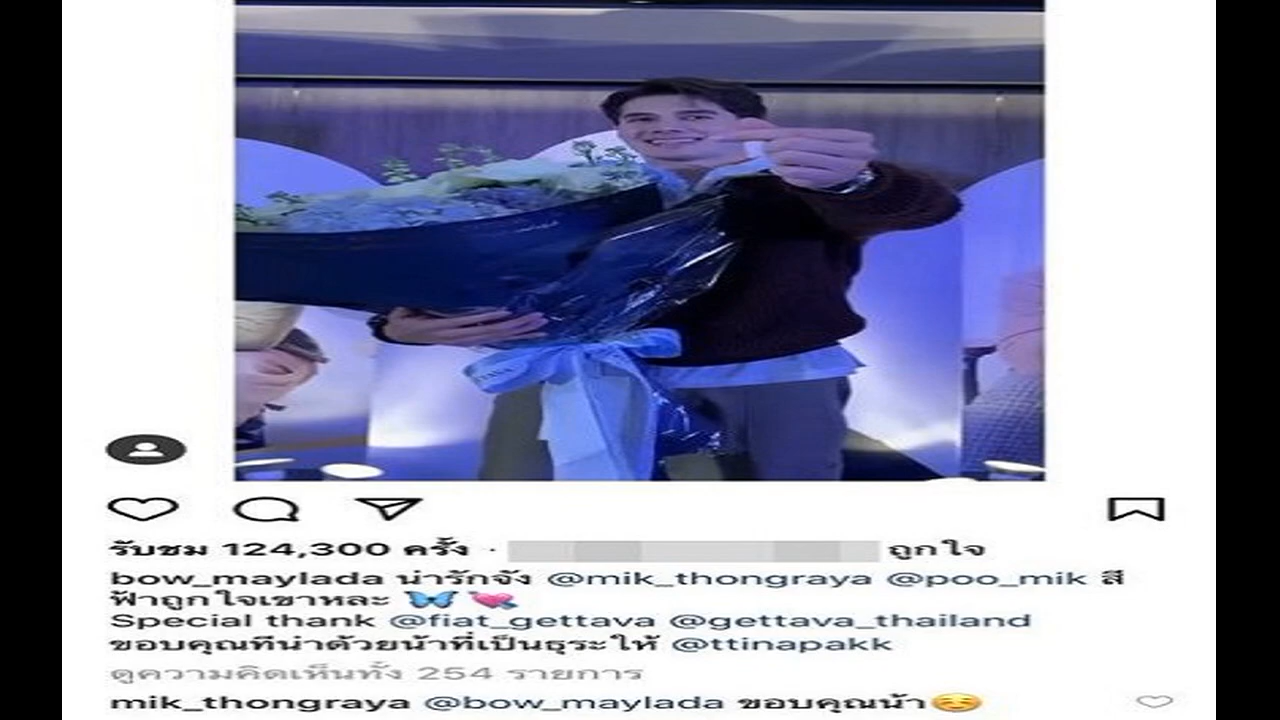 รับชม 124,300 ครั้ง · ถูกใจ
bow_maylada น่ารักจัง @mik_thongraya @poo_mik สี
ฟ้าถูกใจเขาหละ 🦋 💘
Special thank @fiat_gettava @gettava_thailand
ขอบคุณทีน่าด้วยน้าที่เป็นธุระให้ @ttinapakk
ดูความคิดเห็นทั้ง 254 รายการ
mik_thongraya @bow_maylada ขอบคุณน้า☺️